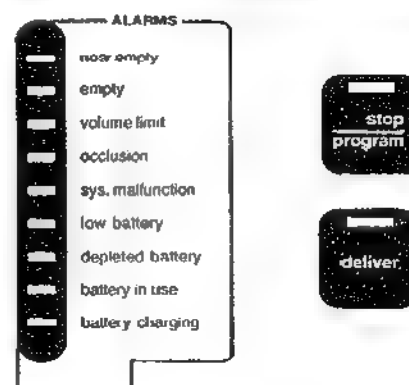 ALARMS
near empty
empty
volume limit
occlusion
sys. malfunction
low battery
depleted battery
battery in use
battery charging
stop
program
deliver